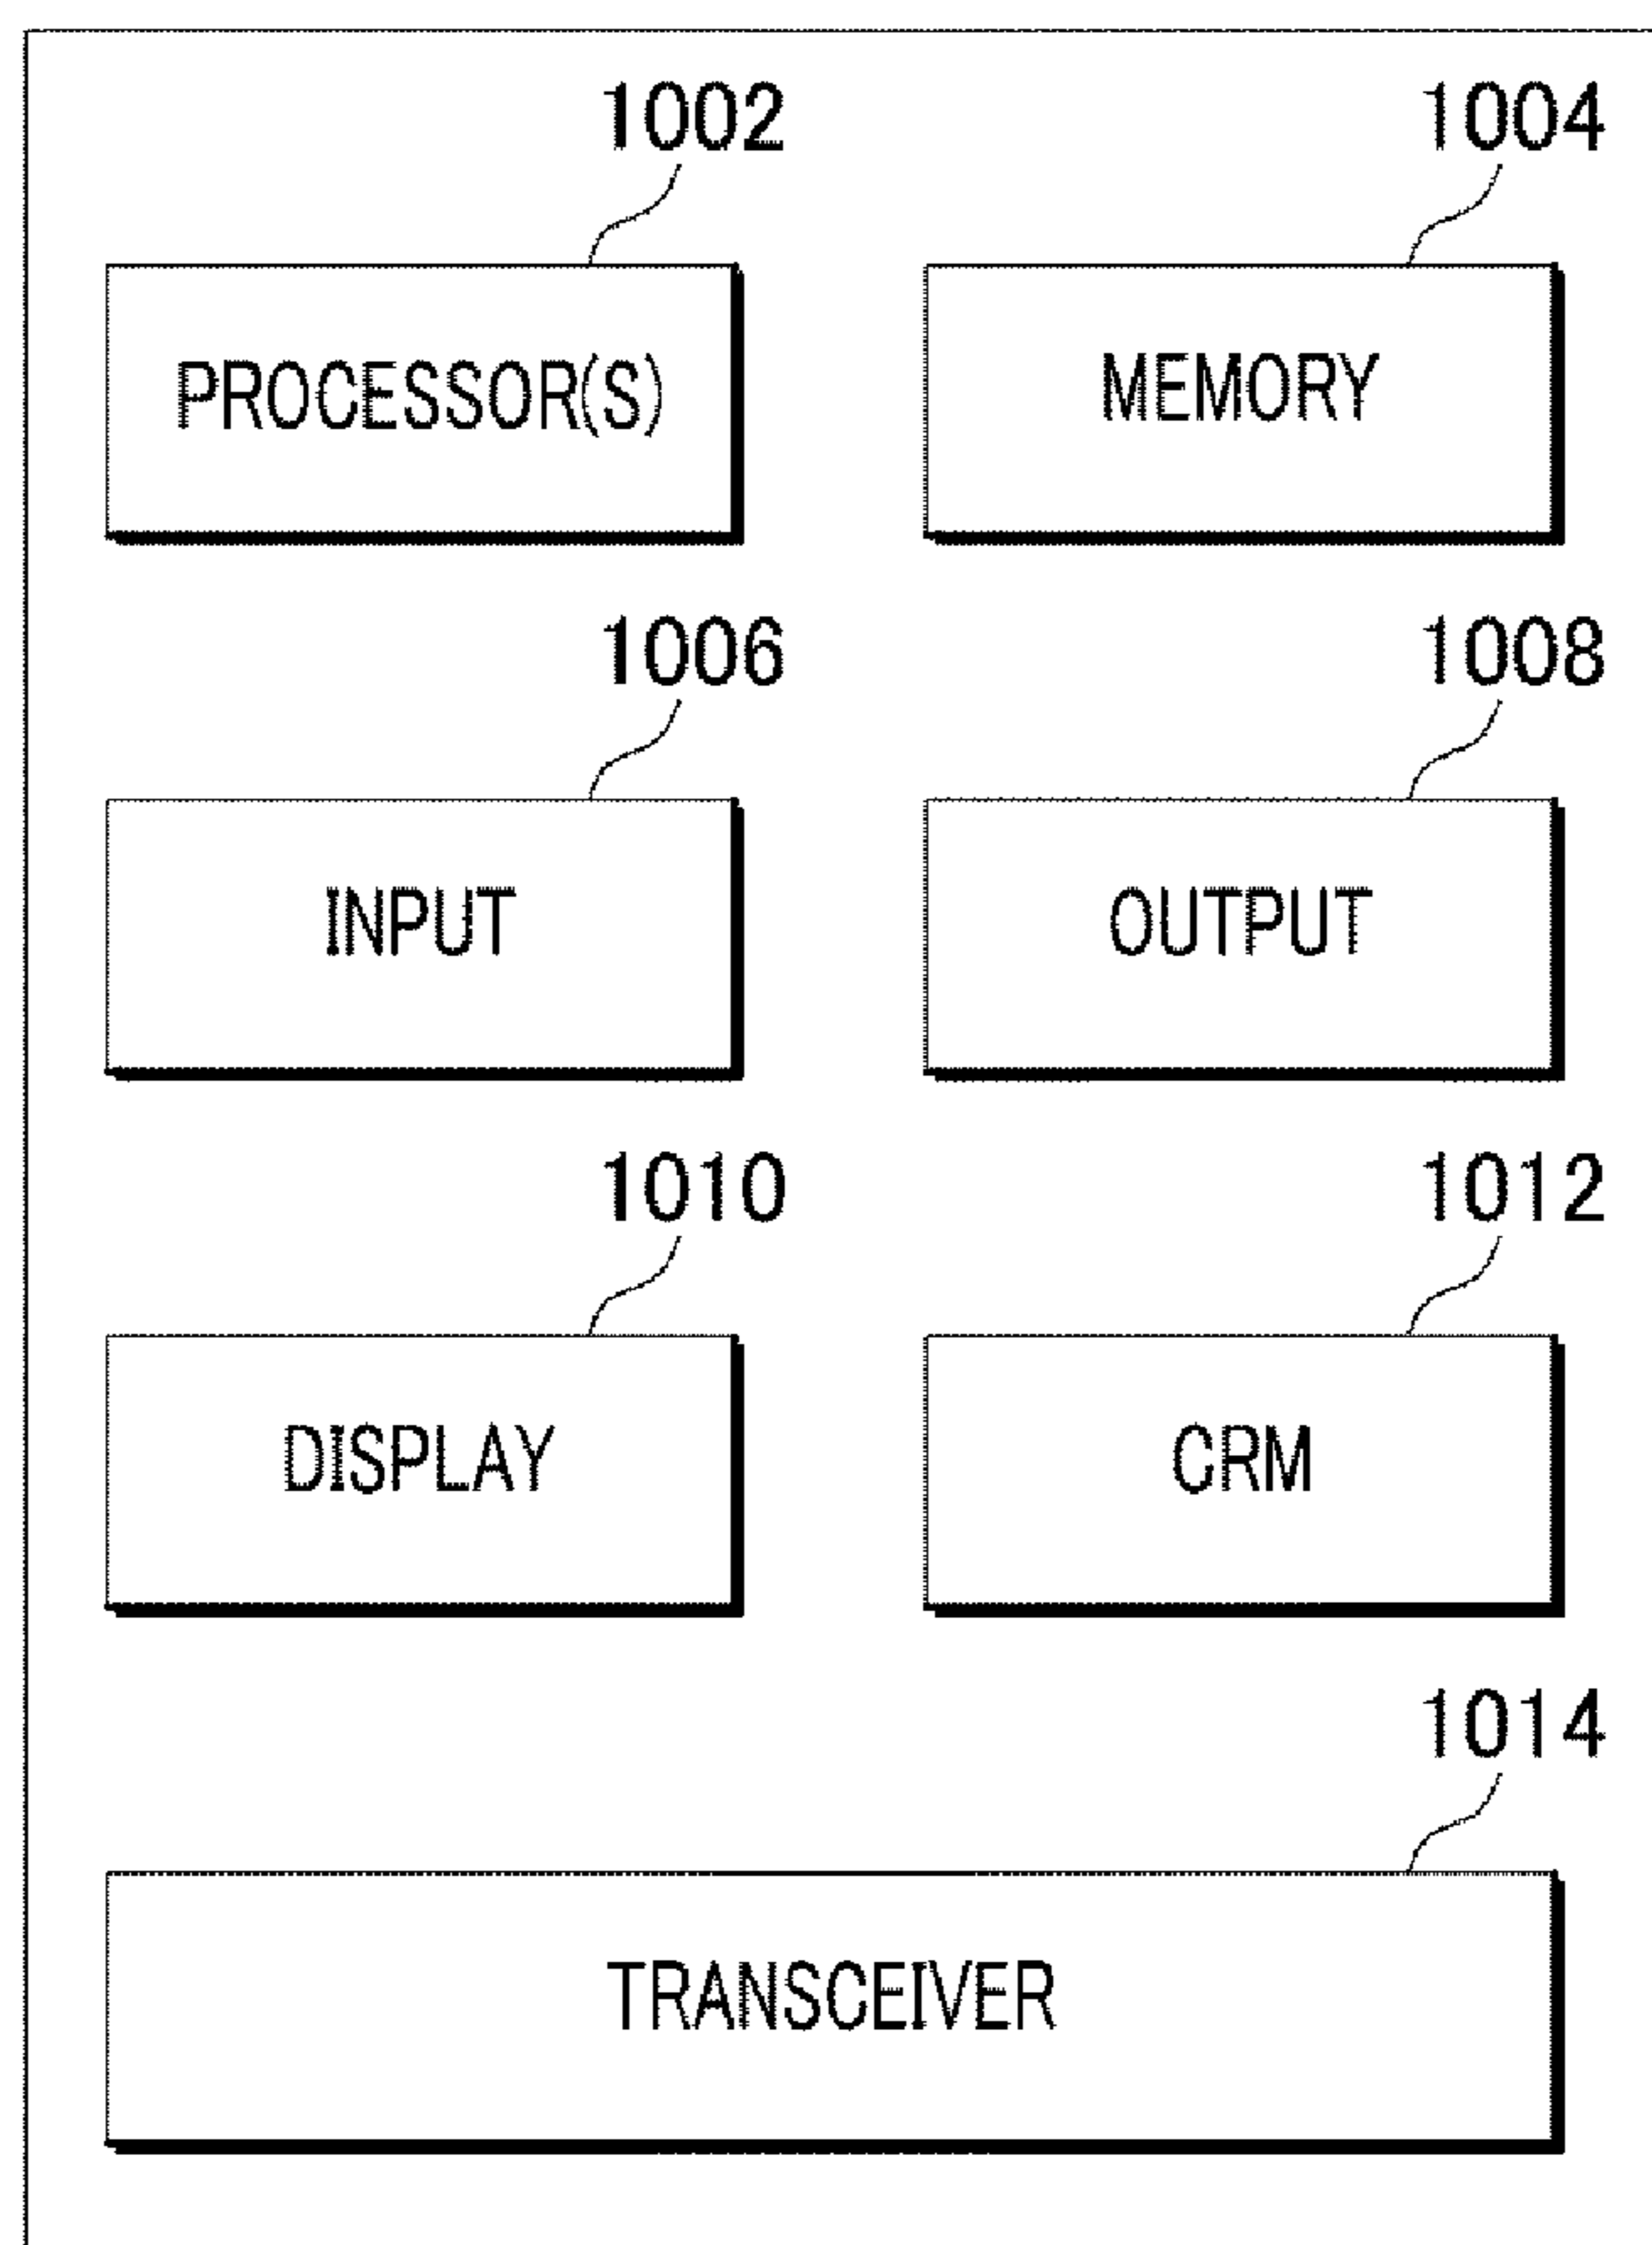 1002 1004
PROCESSOR(S) MEMORY
1006 1008
INPUT OUTPUT
1010 1012
DISPLAY CRM
1014
TRANSCEIVER